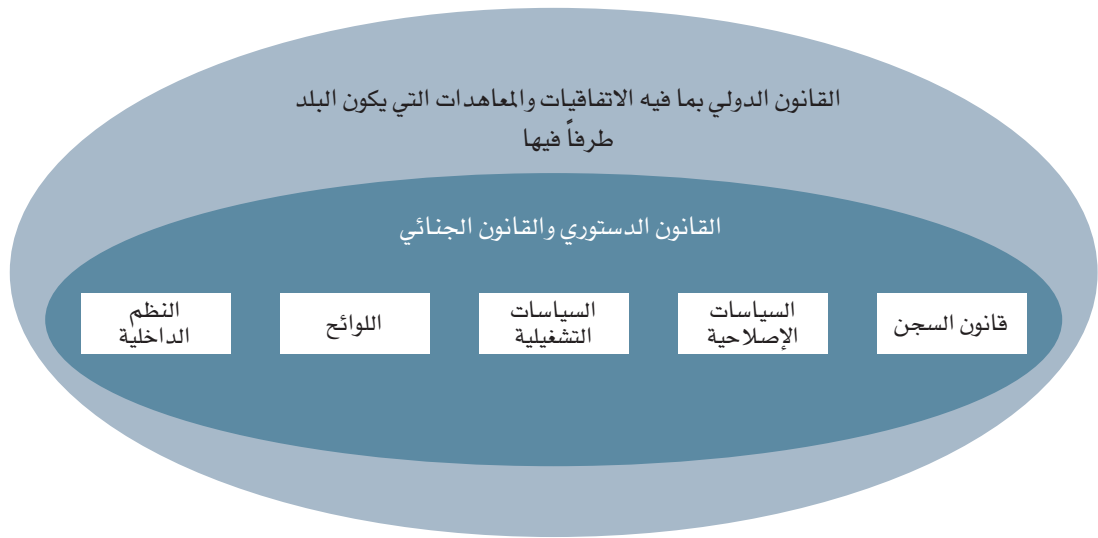 القانون الدولي بما فيه الاتفاقيات والمعاهدات التي يكون البلد
طرفاً فيها
القانون الدستوري والقانون الجنائي
قانون السجن
السياسات
الإصلاحية
السياسات
التشغيلية
اللوائح
النظم
الداخلية